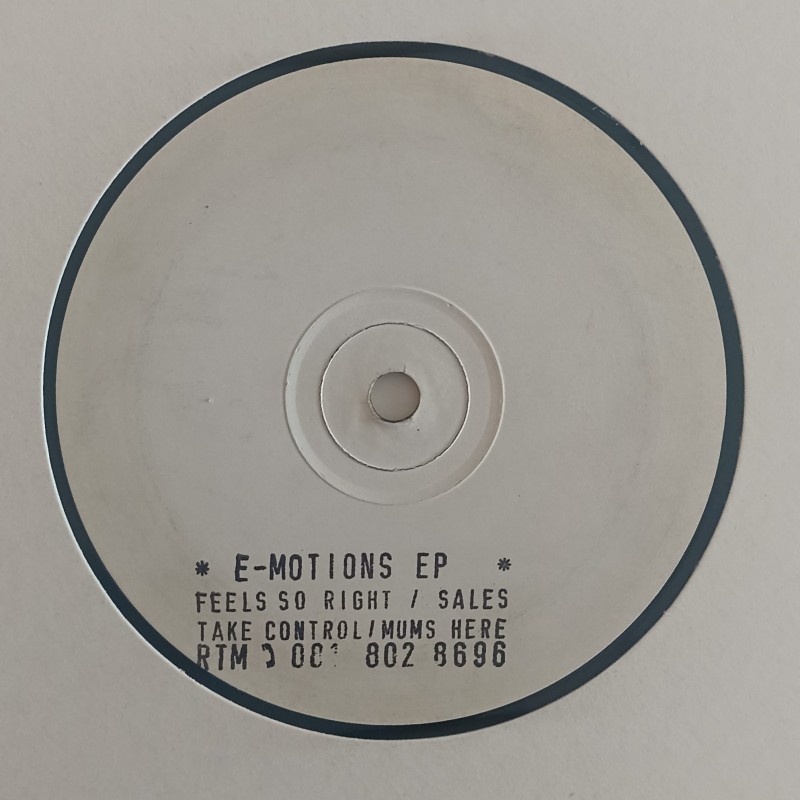 * E-MOTIONS EP *
FEELS SO RIGHT / SALES
TAKE CONTROL/MUMS HERE
RTM 802 8696